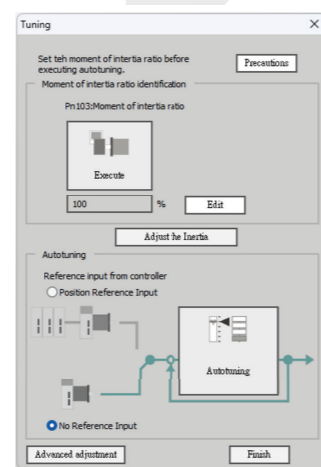 Tuning
Set teh moment of intertia ratio before
executing autotuning.
Precautions
Moment of intertia ratio identification
Pn103:Moment of intertia ratio
Execute
100
%
Edit
Adjust he Inertia
Autotuning
Reference input from controller
Position Reference Input
Autotuning
No Reference Input
Advanced adjustment
Finish